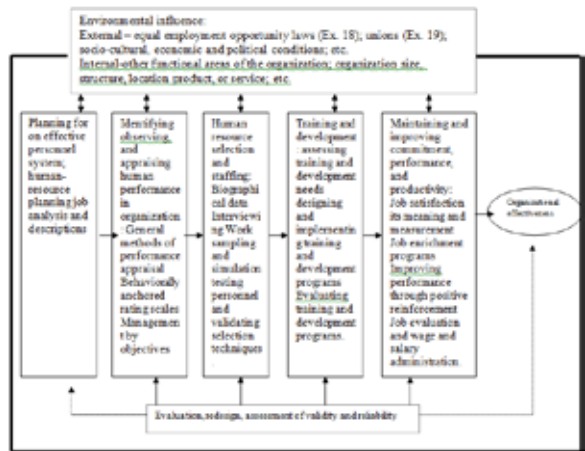 Environmental influence:
External – equal employment opportunity laws (Ex. 18); unions (Ex. 19);
socio-cultural, economic and political conditions; etc.
Internal-other functional areas of the organization; organization size,
structure, location product, or service; etc.
Planning for
on effective
personnel
system;
human-
resource
planning job
analysis and
descriptions
Identifying
observing,
and
appraising
human
performance
in
organization
: General
methods of
performance
appraisal
Behaviorally
anchored
rating scales
Management
by
objectives
Human
resource
selection
and
staffing;
Biographi
cal data
Interviewi
ng Work
sampling
and
simulation
testing
personnel
and
validating
selection
techniques
.
Training and
development
: assessing
training and
development
needs
designing
and
implementin
g training
and
development
programs
Evaluating
training and
development
programs.
Maintaining and
improving
commitment,
performance,
and
productivity:
Job satisfaction
its meaning and
measurement
Job enrichment
programs
Improving
performance
through positive
reinforcement
Job evaluation
and wage and
salary
administration
Organizational
effectiveness
Evaluation, redesign, assessment of validity and reliability